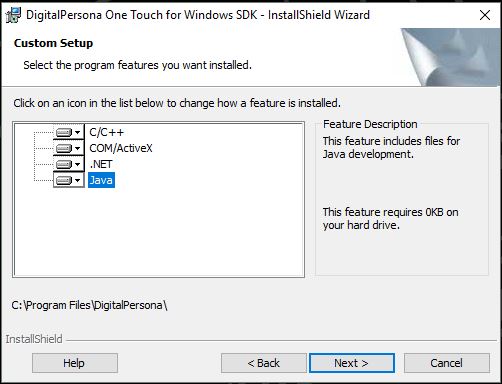 DigitalPersona One Touch for Windows SDK - InstallShield Wizard
Custom Setup
Select the program features you want installed.
Click on an icon in the list below to change how a feature is installed.
C/C++
COM/ActiveX
.NET
Java
Feature Description
This feature includes files for
Java development.
This feature requires 0KB on
your hard drive.
C:\Program Files\DigitalPersona\
InstallShield
Help
< Back
Next >
Cancel